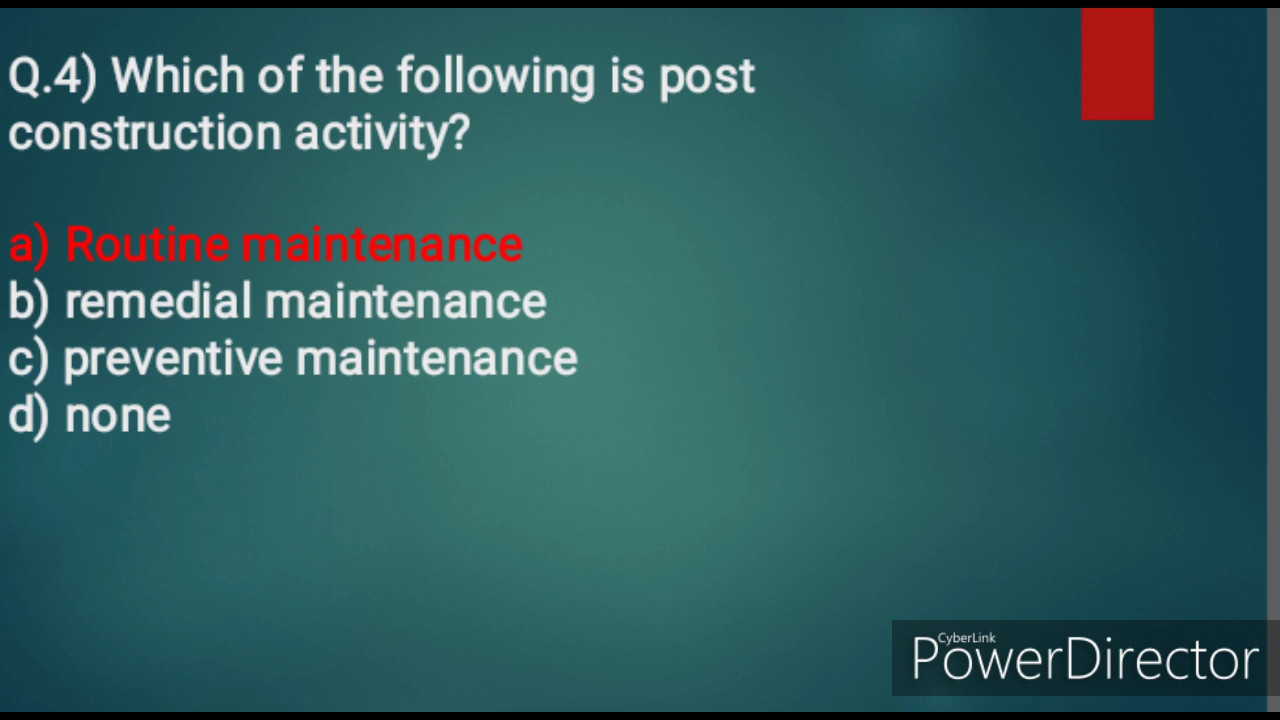 Q.4) Which of the following is post
construction activity?
a) Routine maintenance
b) remedial maintenance
c) preventive maintenance
d) none
CyberLink
PowerDirector